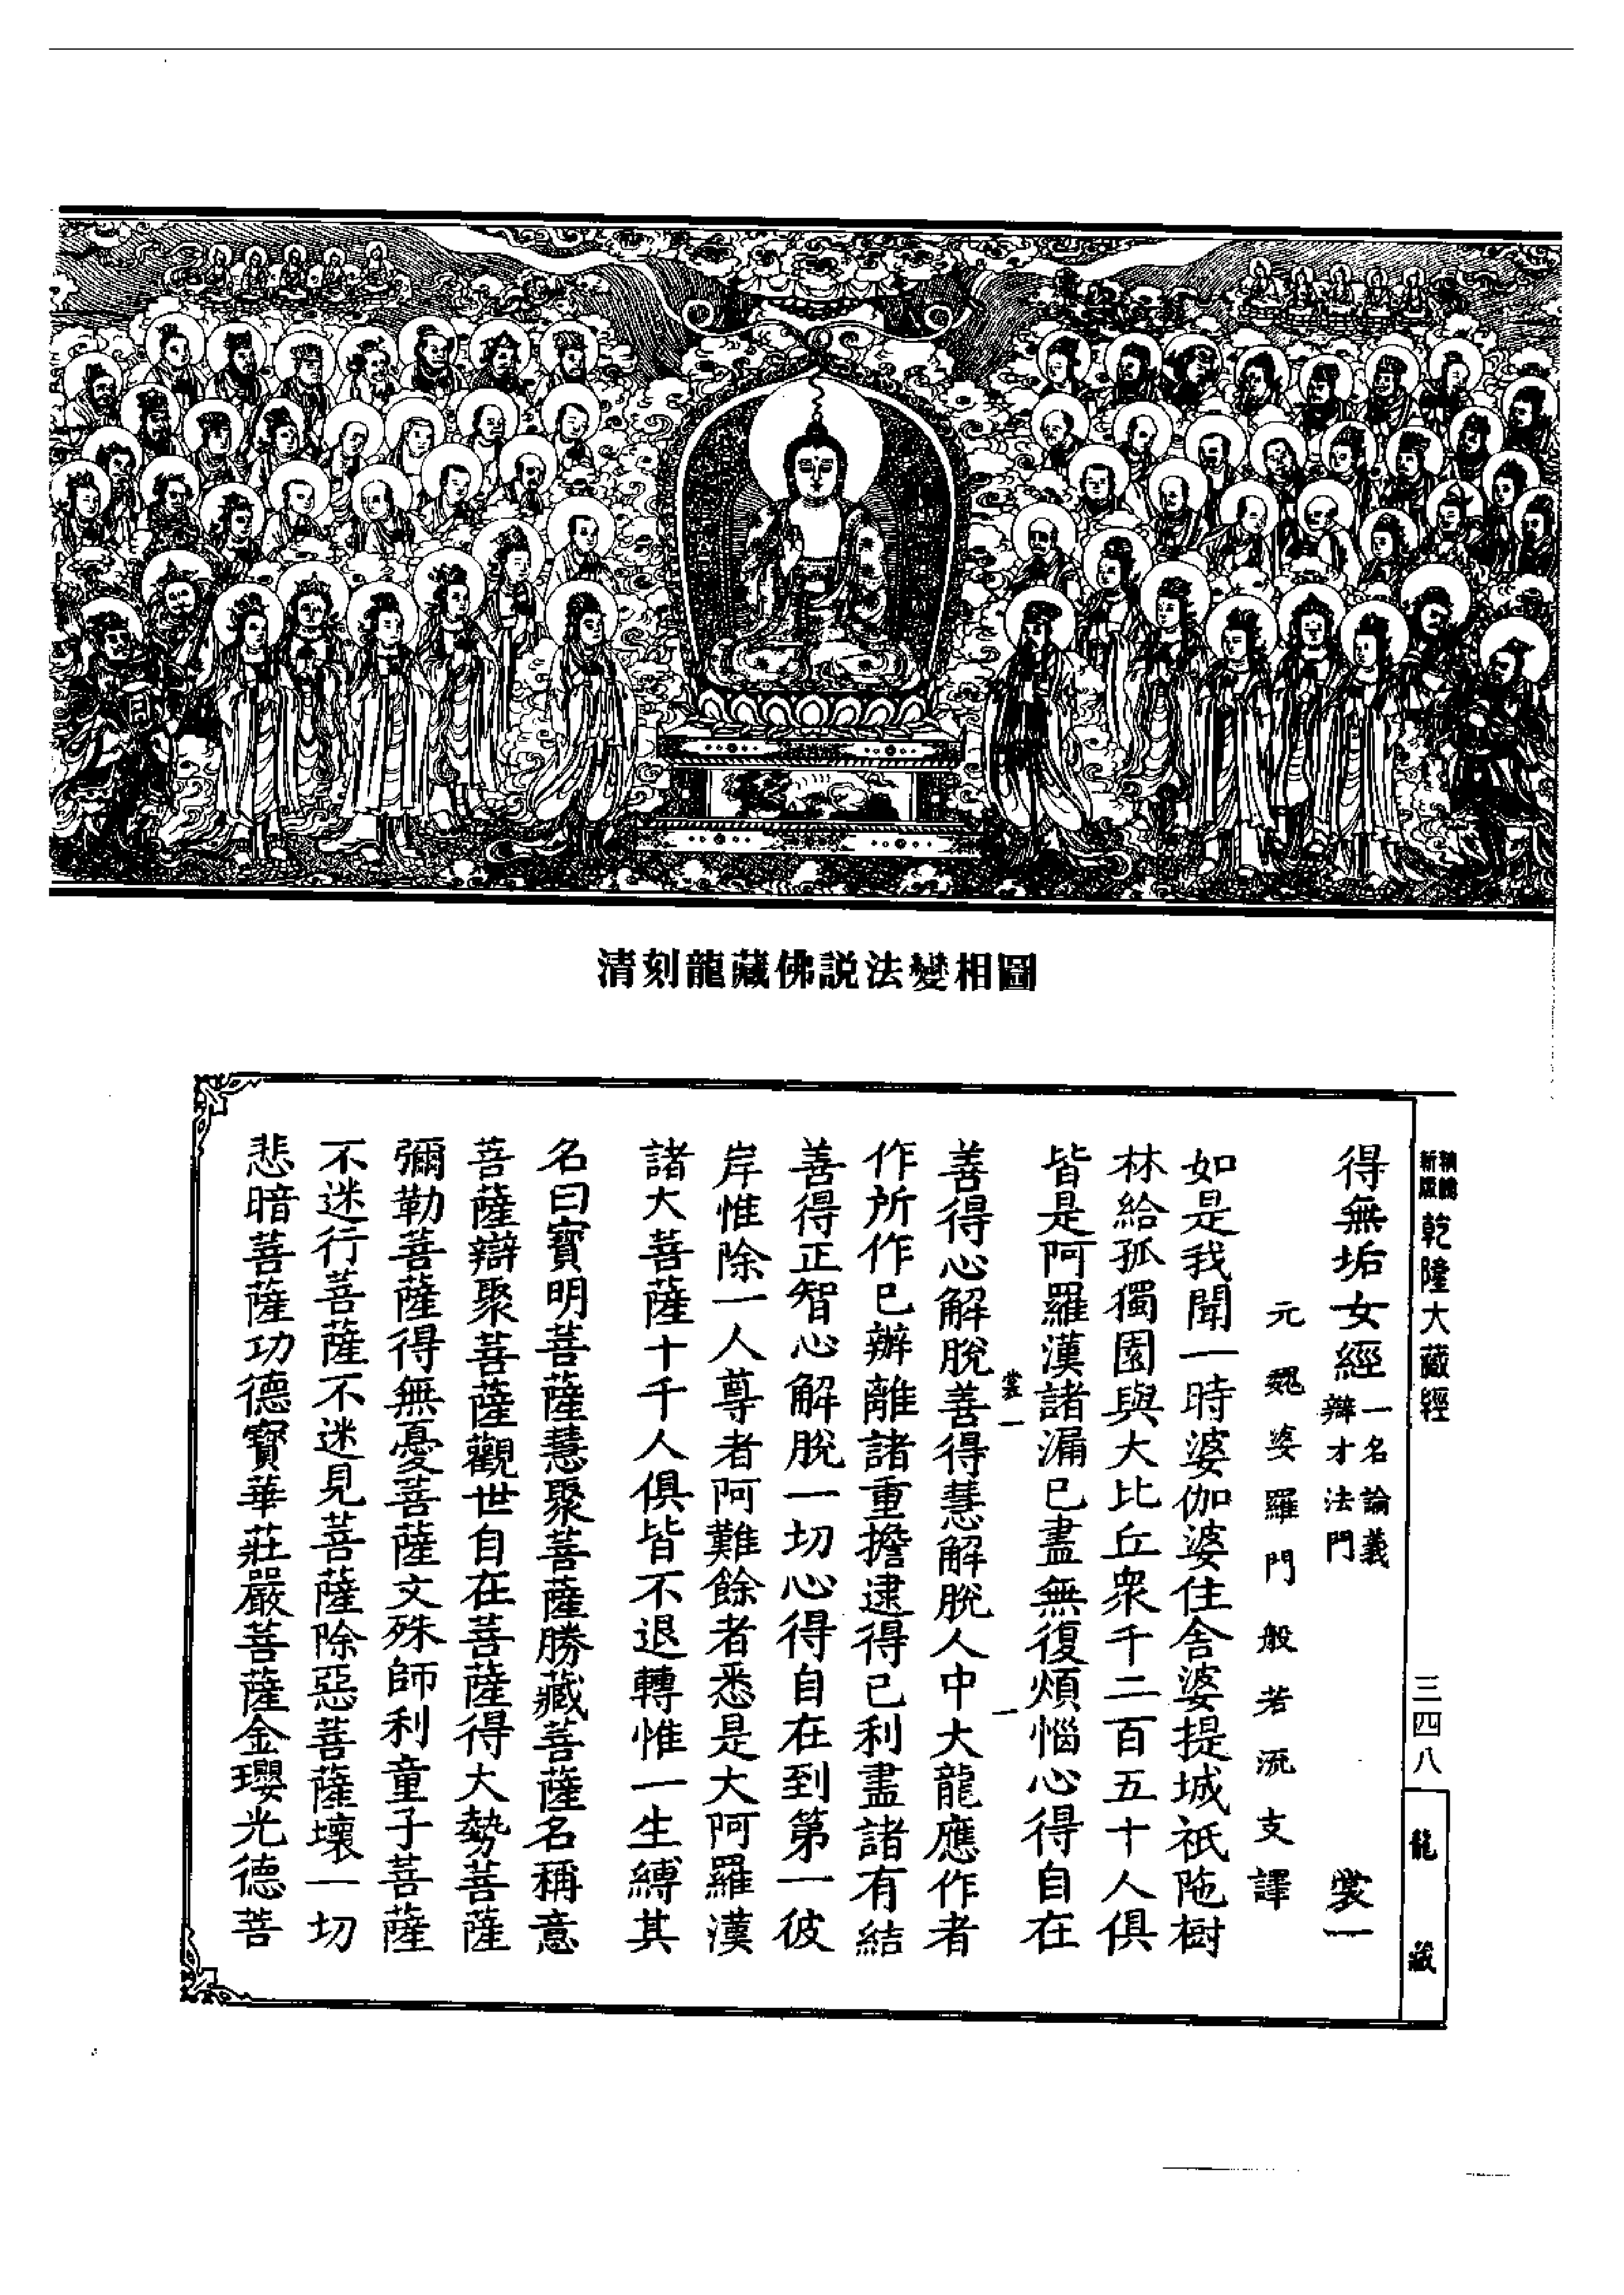 清刻龍藏佛説法變相圖
新版
精體
乾隆大藏經
三四八
龍藏
得無垢女經
一名論義
辯才法門
裳一
元魏婆羅門般若流支譯
如是我聞一時婆伽婆住舍婆提城祇陁樹
林給孤獨園與大比丘衆千二百五十人俱
皆是阿羅漢諸漏已盡無復煩惱心得自在
裳一
一
善得心解脫善得慧解脫人中大龍應作者
作所作已辦離諸重擔逮得已利盡諸有結
善得正智心解脫一切心得自在到第一彼
岸惟除一人尊者阿難餘者悉是大阿羅漢
諸大菩薩十千人俱皆不退轉惟一生縛其
名曰寶明菩薩慧聚菩薩勝藏菩薩名稱意
菩薩辯聚菩薩觀世自在菩薩得大勢菩薩
彌勒菩薩得無憂菩薩文殊師利童子菩薩
不迷行菩薩不迷見菩薩除惡菩薩壞一切
悲暗菩薩功德寶華莊嚴菩薩金瓔光德菩